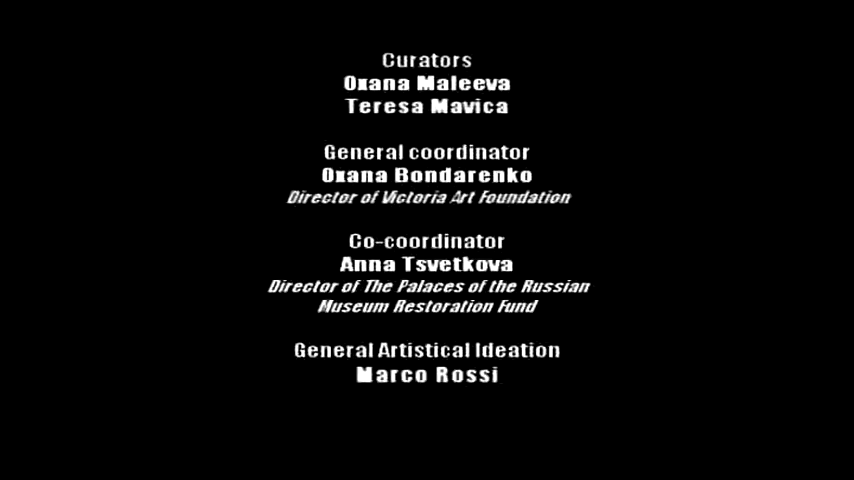 Curators
Oxana Maleeva
Teresa Mavica
General coordinator
Oxana Bondarenko
Director of Victoria Art Foundation
Co-coordinator
Anna Tsvetkova
Director of The Palaces of the Russian
Museum Restoration Fund
General Artistical Ideation
Marco Rossi